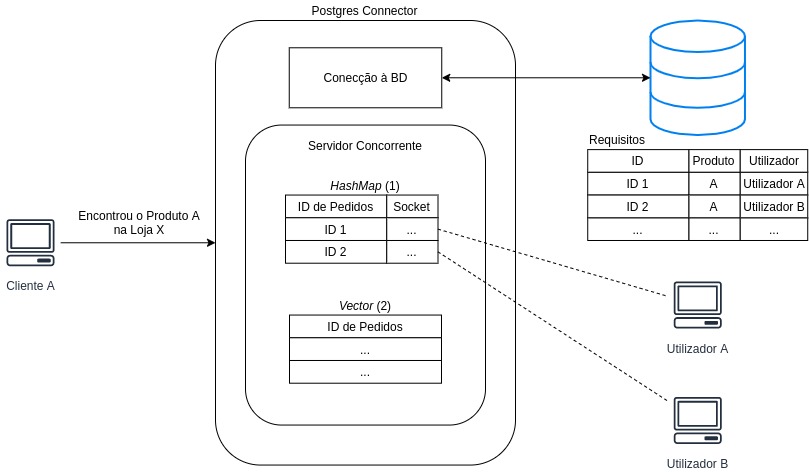 Postgres Connector
Conecção à BD
Servidor Concorrente
HashMap (1)
ID de Pedidos Socket
ID 1 ...
ID 2 ...
Vector (2)
ID de Pedidos
...
...
Encontrou o Produto A
na Loja X
Cliente A
Requisitos
ID Produto Utilizador
ID 1 A Utilizador A
ID 2 A Utilizador B
... ... ...
Utilizador A
Utilizador B